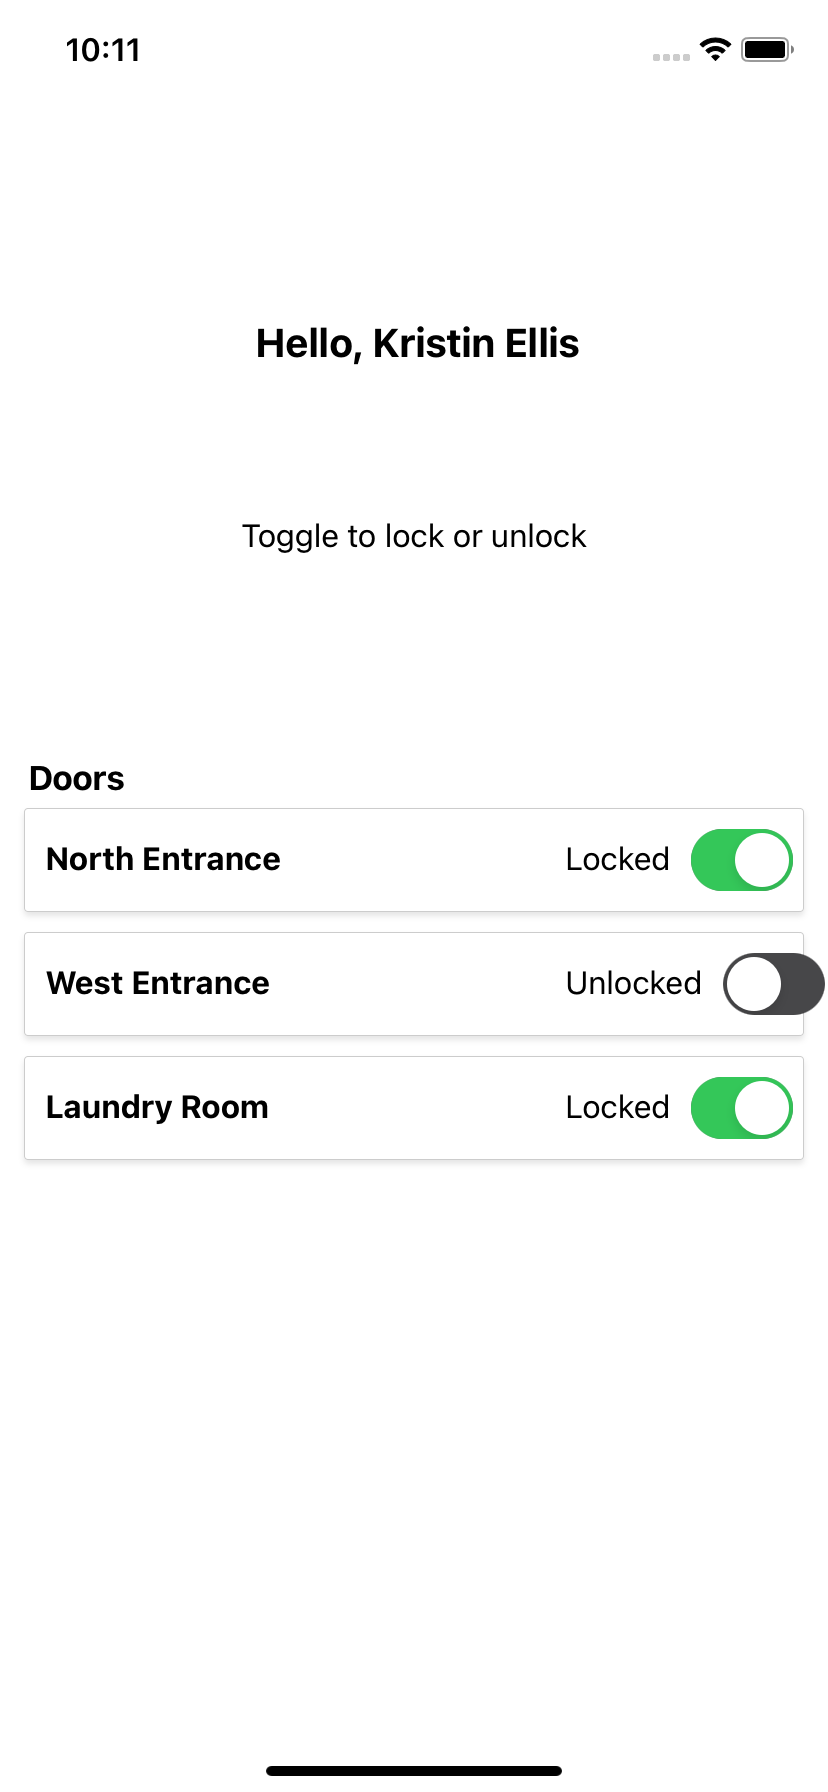 10:11
Hello, Kristin Ellis
Toggle to lock or unlock
Doors
North Entrance Locked
West Entrance Unlocked
Laundry Room Locked